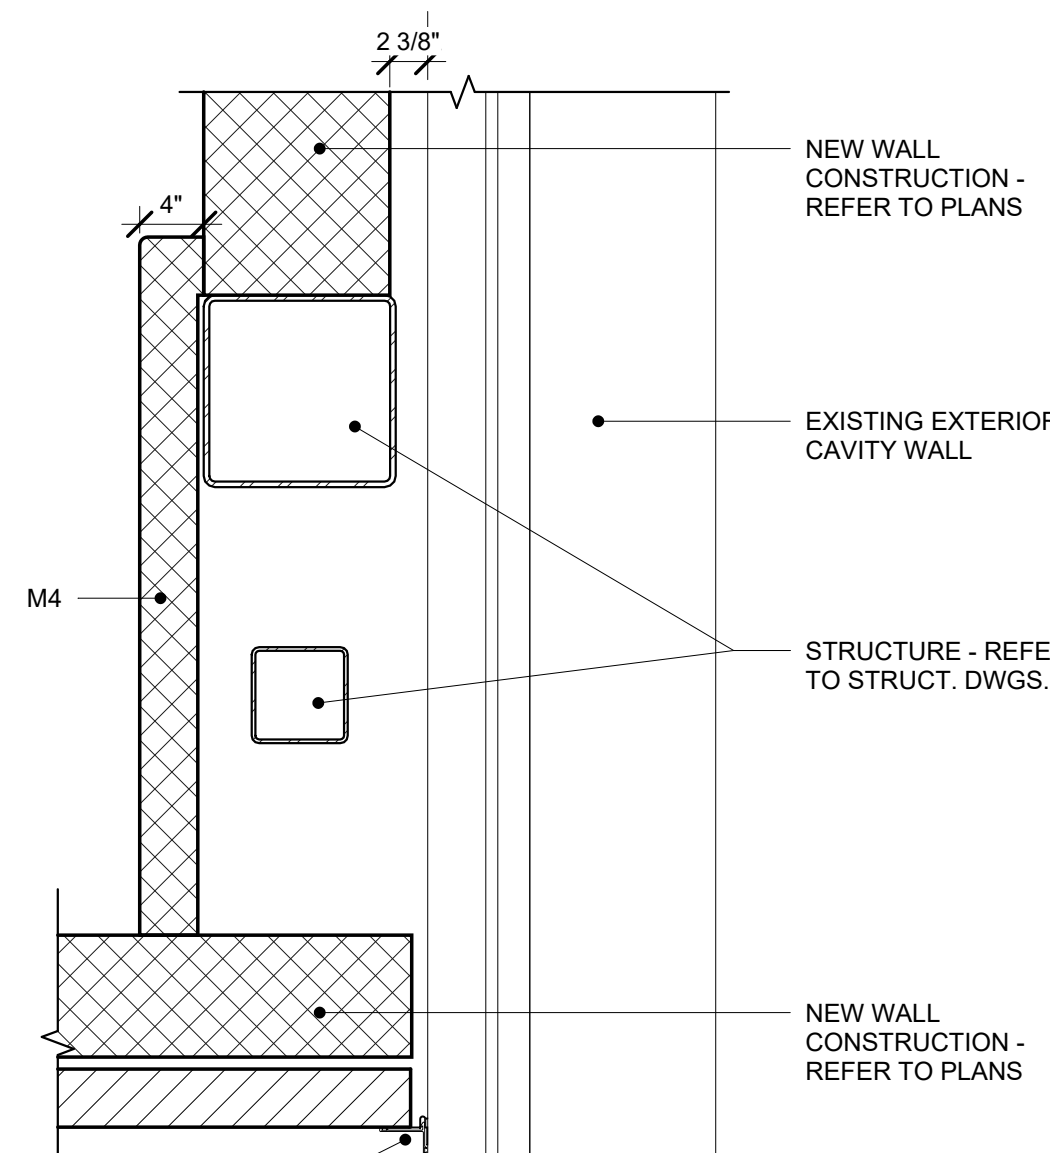 2 3/8"
NEW WALL
CONSTRUCTION -
REFER TO PLANS
4"
EXISTING EXTERIOR
CAVITY WALL
M4
STRUCTURE - REFE
TO STRUCT. DWGS.
NEW WALL
CONSTRUCTION -
REFER TO PLANS